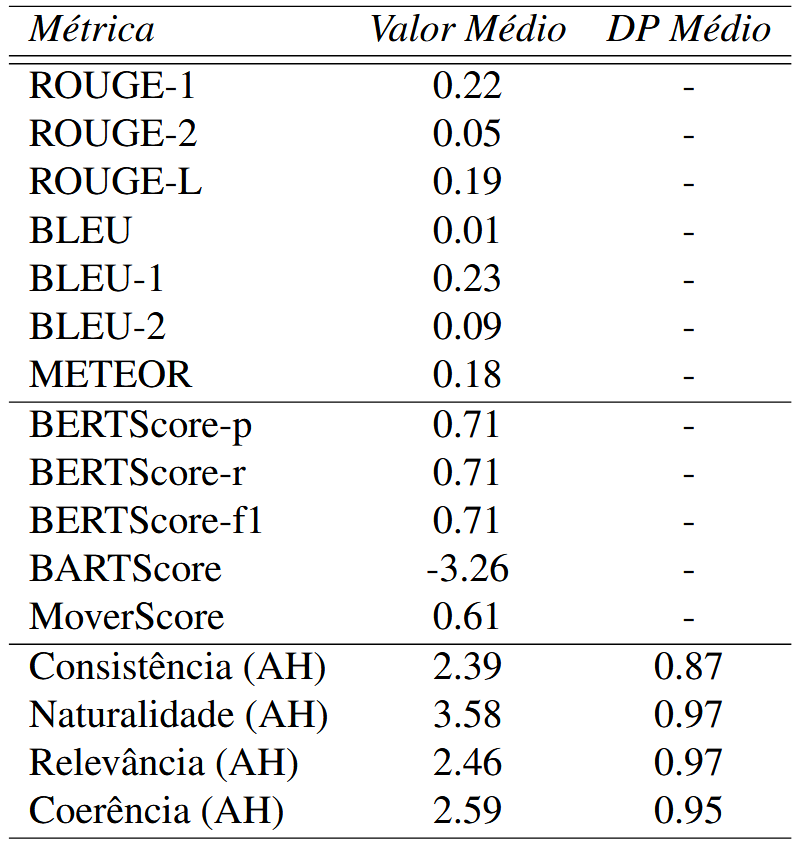 Métrica Valor Médio DP Médio
ROUGE-1 0.22 -
ROUGE-2 0.05 -
ROUGE-L 0.19 -
BLEU 0.01 -
BLEU-1 0.23 -
BLEU-2 0.09 -
METEOR 0.18 -
BERTScore-p 0.71 -
BERTScore-r 0.71 -
BERTScore-f1 0.71 -
BARTScore -3.26 -
MoverScore 0.61 -
Consistência (AH) 2.39 0.87
Naturalidade (AH) 3.58 0.97
Relevância (AH) 2.46 0.97
Coerência (AH) 2.59 0.95